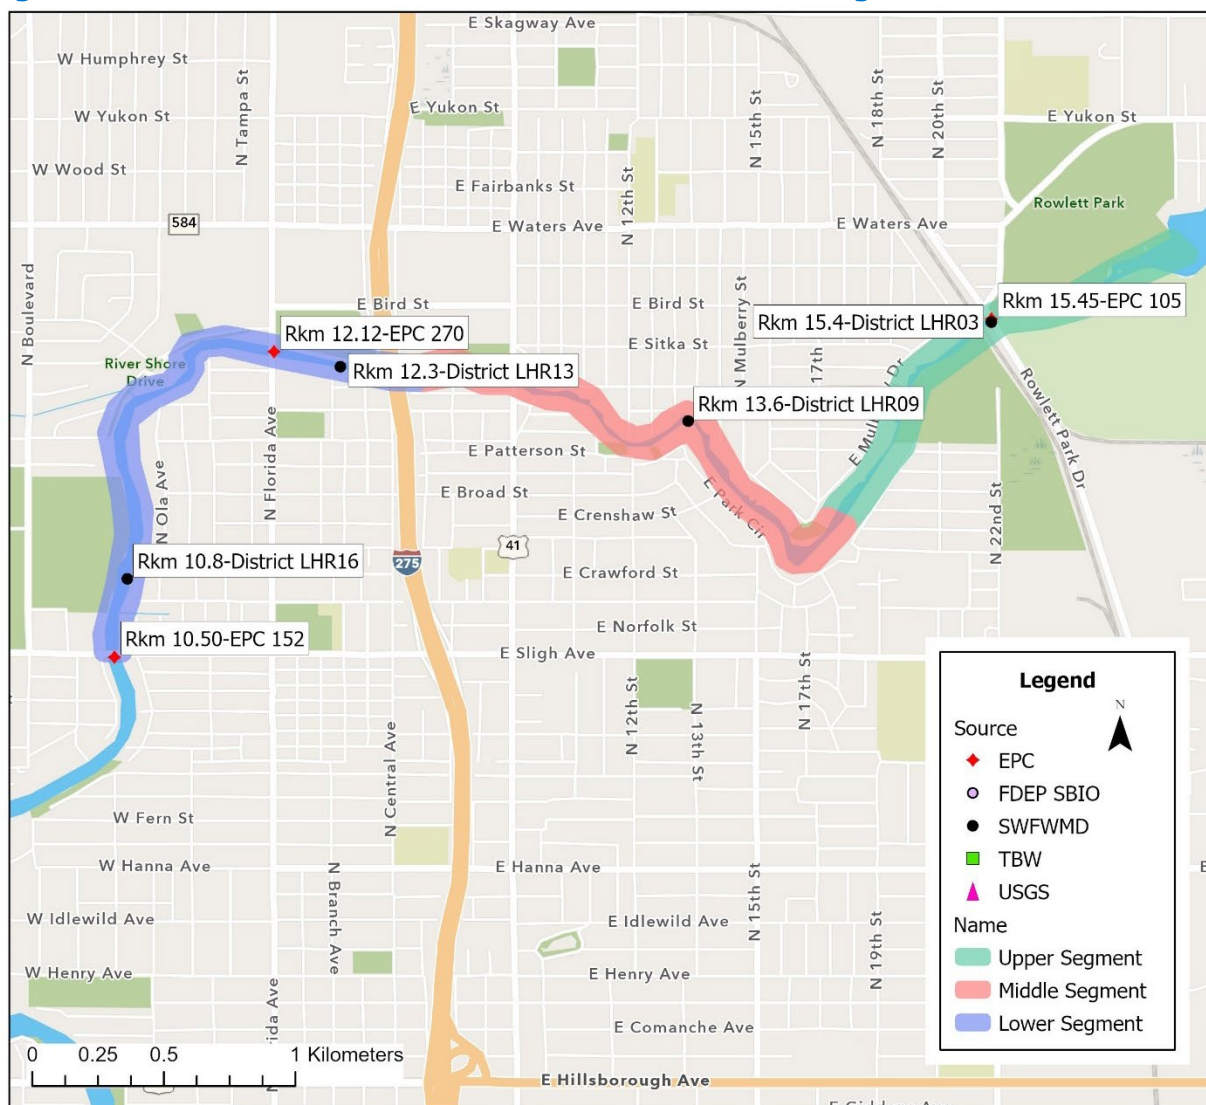 E Skagway Ave
W Humphrey St
N Tampa St
E Yukon St
W Yukon St
N 15th St
N 18th St
N 20th St
E Yukon St
W Wood St
E Fairbanks St
N 12th St
Rowlett Park
584
E Waters Ave
E Waters Ave
N Boulevard
E Bird St
E Bird St
Rkm 15.45-EPC 105
Rkm 15.4-District LHR03
Rkm 12.12-EPC 270
E Sitka St
N Mulberry St
N 17th
River Shore
Drive
Rkm 12.3-District LHR13
Rkm 13.6-District LHR09
Rowlett Park Dr
N Florida Ave
E Patterson St
N Ola Ave
E Broad St
E Park Cir
E Crenshaw St
N 22nd St
41
275
Rkm 10.8-District LHR16
E Crawford St
E Norfolk St
Rkm 10.50-EPC 152
E Sligh Ave
N 12th St
N 13th St
N 17th St
N Central Ave
W Fern St
W Hanna Ave
E Hanna Ave
N Branch Ave
N 15th St
W Idlewild Ave
E Idlewild Ave
N 19th St
W Henry Ave
E Henry Ave
E Comanche Ave
E Hillsborough Ave
0 0.25 0.5 1 Kilometers
Legend
N
Source
EPC
FDEP SBIO
SWFWMD
TBW
USGS
Name
Upper Segment
Middle Segment
Lower Segment